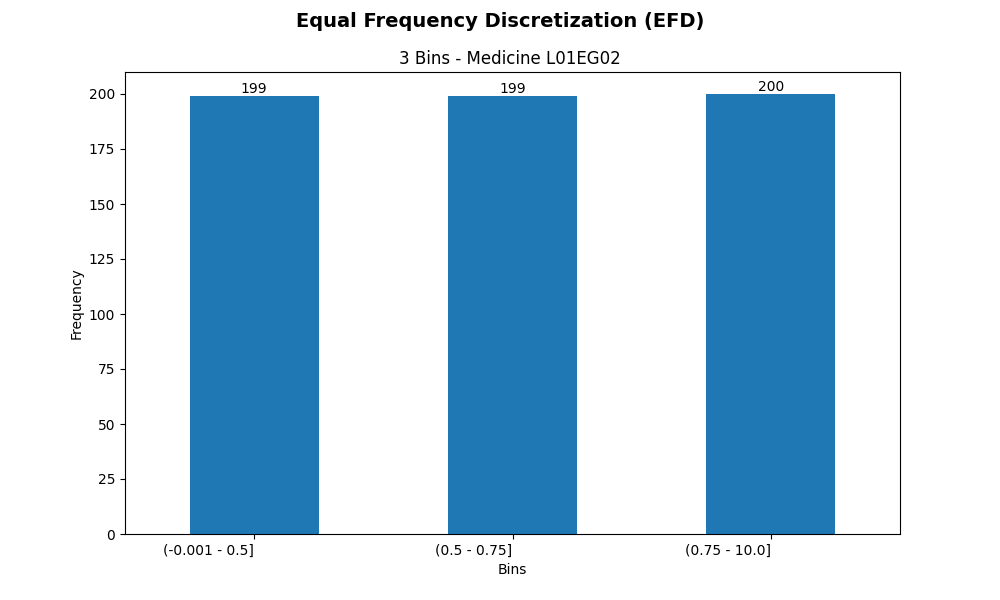 Equal Frequency Discretization (EFD)
3 Bins - Medicine L01EG02
199
199
200
200
175
150
125
100
75
50
25
0
Frequency
(-0.001 - 0.5]
(0.5 - 0.75]
(0.75 - 10.0]
Bins